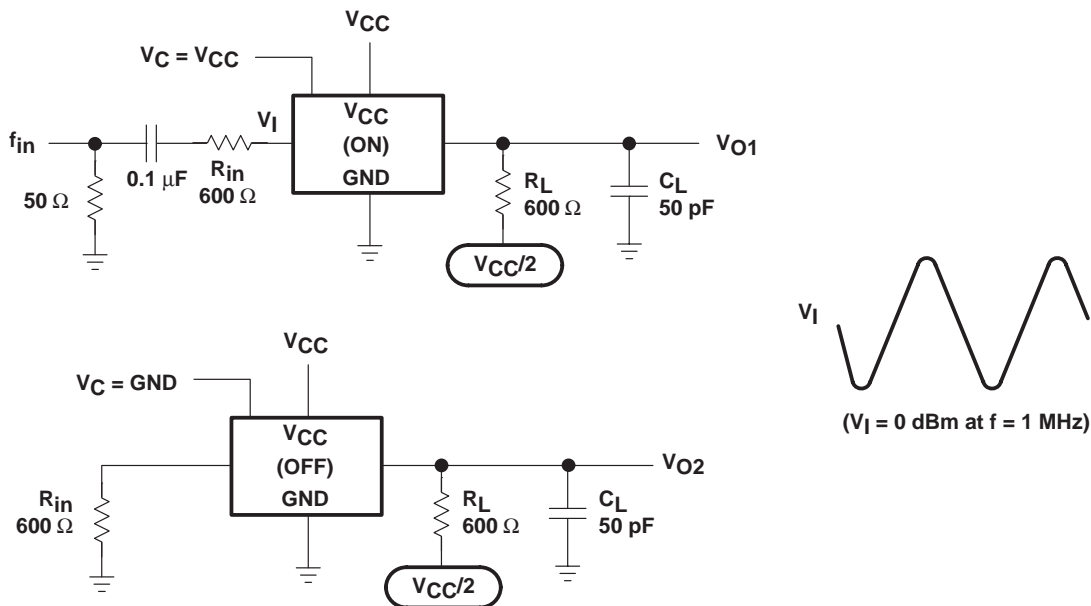 VCC
VC = VCC
fin
50 Ω
0.1 μF
Rin
600 Ω
VI
VCC
(ON)
GND
VO1
RL
600 Ω
CL
50 pF
VCC/2
VI
(VI = 0 dBm at f = 1 MHz)
VCC
VC = GND
Rin
600 Ω
VCC
(OFF)
GND
VO2
RL
600 Ω
CL
50 pF
VCC/2